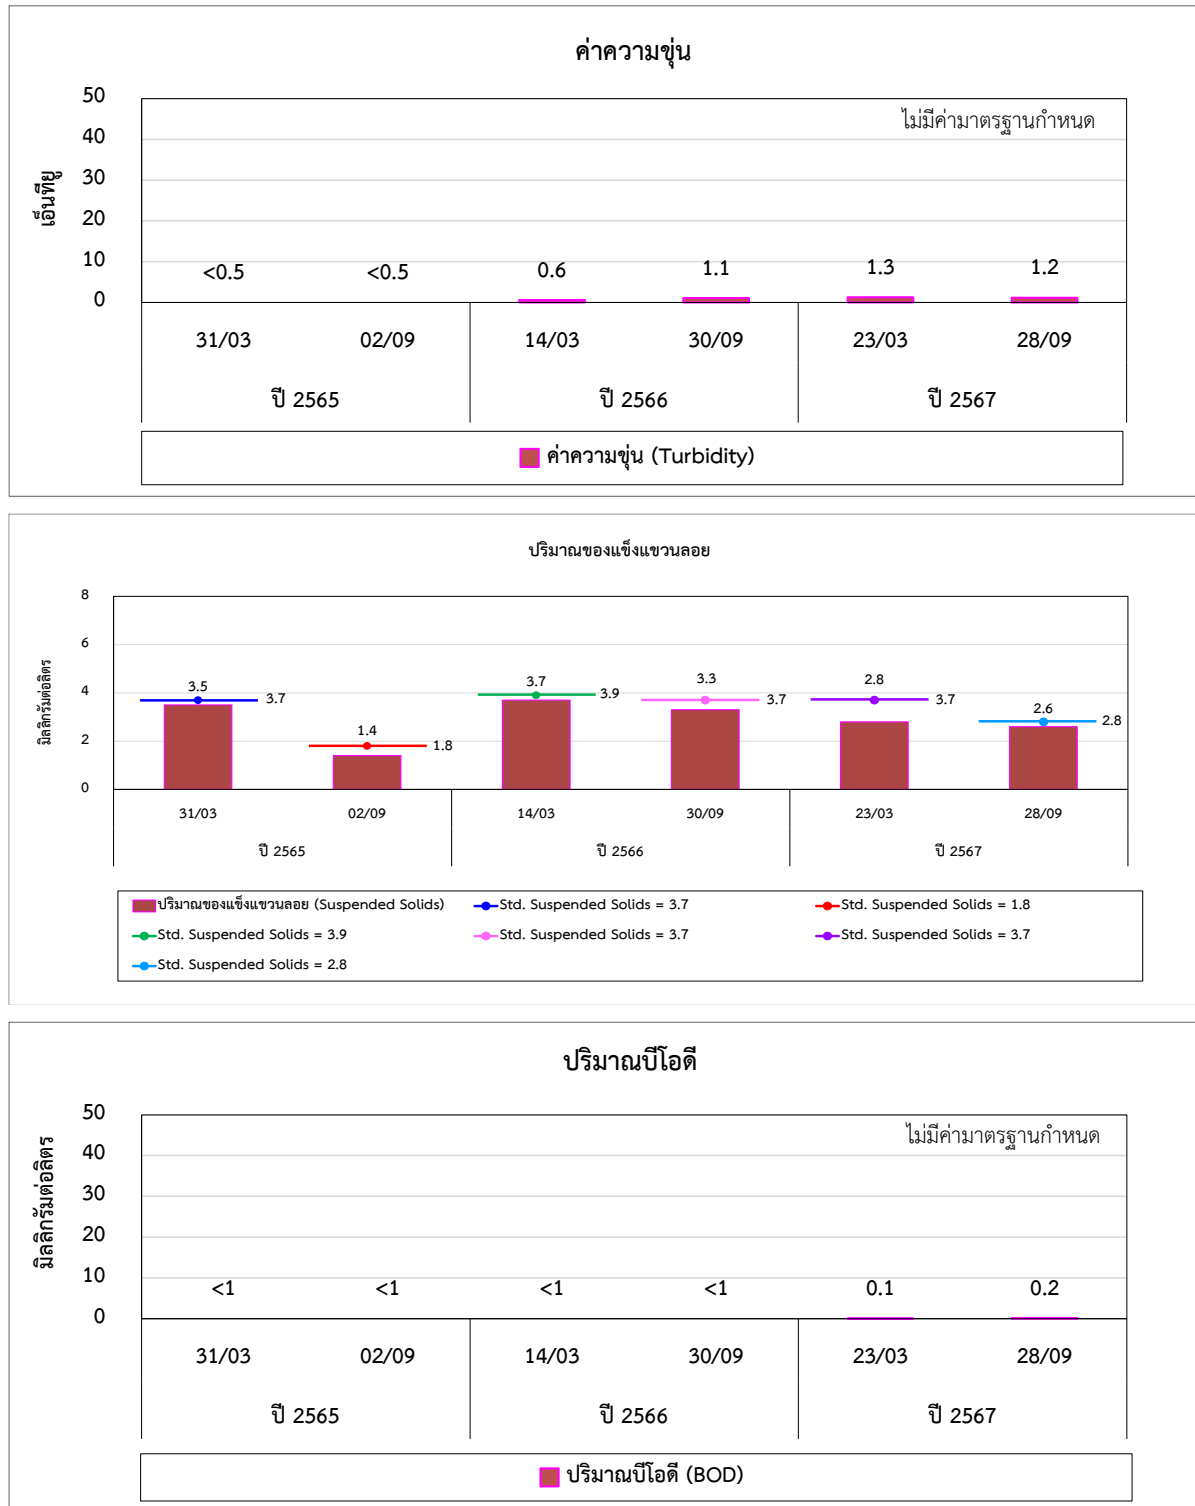 ค่าความขุ่น
50
ไม่มีค่ามาตรฐานกำหนด
40
30
20
10
0
เอ็นทียู
<0.5 <0.5 0.6 1.1 1.3 1.2
31/03 02/09 14/03 30/09 23/03 28/09
ปี 2565 ปี 2566 ปี 2567
ค่าความขุ่น (Turbidity)
ปริมาณของแข็งแขวนลอย
8
6
4
2
0
มิลลิกรัมต่อลิตร
3.5 3.7 1.4 1.8 3.7 3.9 3.3 3.7 2.8 3.7 2.6 2.8
31/03 02/09 14/03 30/09 23/03 28/09
ปี 2565 ปี 2566 ปี 2567
ปริมาณของแข็งแขวนลอย (Suspended Solids) Std. Suspended Solids = 3.7 Std. Suspended Solids = 1.8
Std. Suspended Solids = 3.9 Std. Suspended Solids = 3.7 Std. Suspended Solids = 3.7
Std. Suspended Solids = 2.8
ปริมาณบีโอดี
50
ไม่มีค่ามาตรฐานกำหนด
40
30
20
10
0
มิลลิกรัมต่อลิตร
<1 <1 <1 <1 0.1 0.2
31/03 02/09 14/03 30/09 23/03 28/09
ปี 2565 ปี 2566 ปี 2567
ปริมาณบีโอดี (BOD)